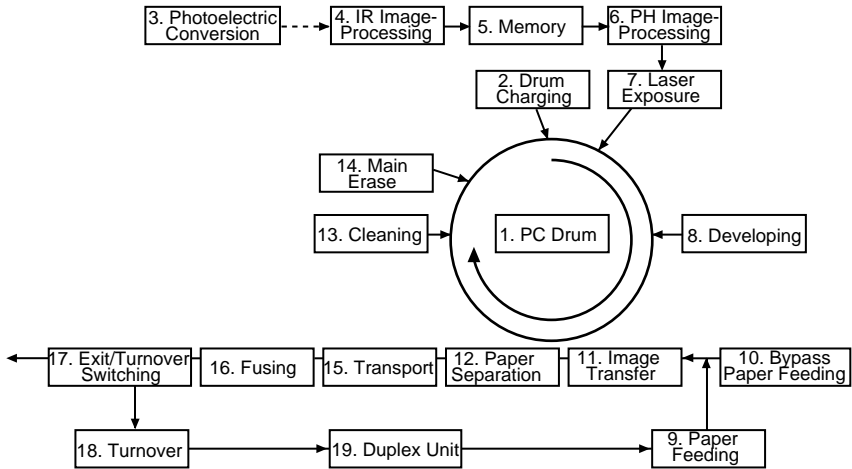 3. Photoelectric
Conversion
4. IR Image-
Processing
5. Memory
6. PH Image-
Processing
2. Drum
Charging
7. Laser
Exposure
14. Main
Erase
13. Cleaning
1. PC Drum
8. Developing
17. Exit/Turnover
Switching
16. Fusing
15. Transport
12. Paper
Separation
11. Image
Transfer
10. Bypass
Paper Feeding
18. Turnover
19. Duplex Unit
9. Paper
Feeding